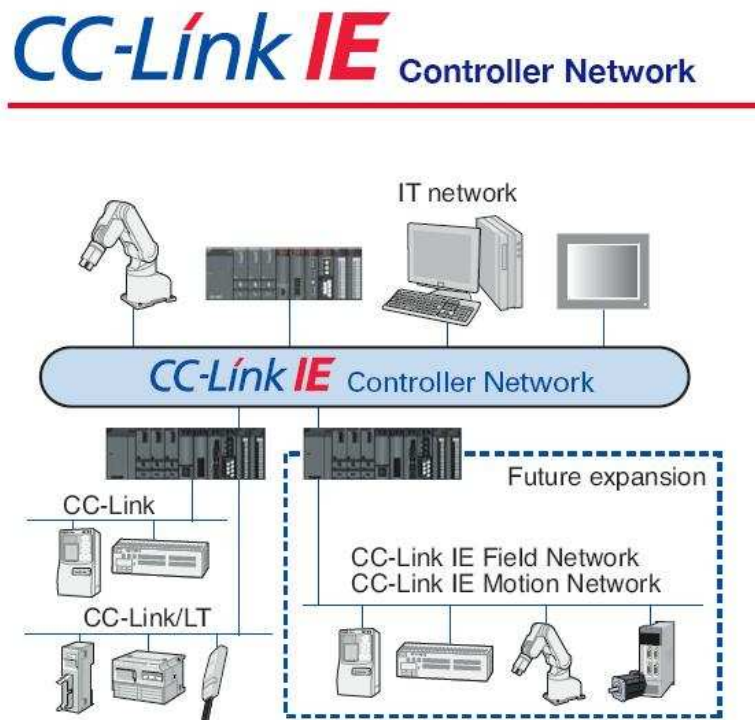 CC-Link IE Controller Network
IT network
CC-Link IE Controller Network
Future expansion
CC-Link
CC-Link IE Field Network
CC-Link IE Motion Network
CC-Link/LT